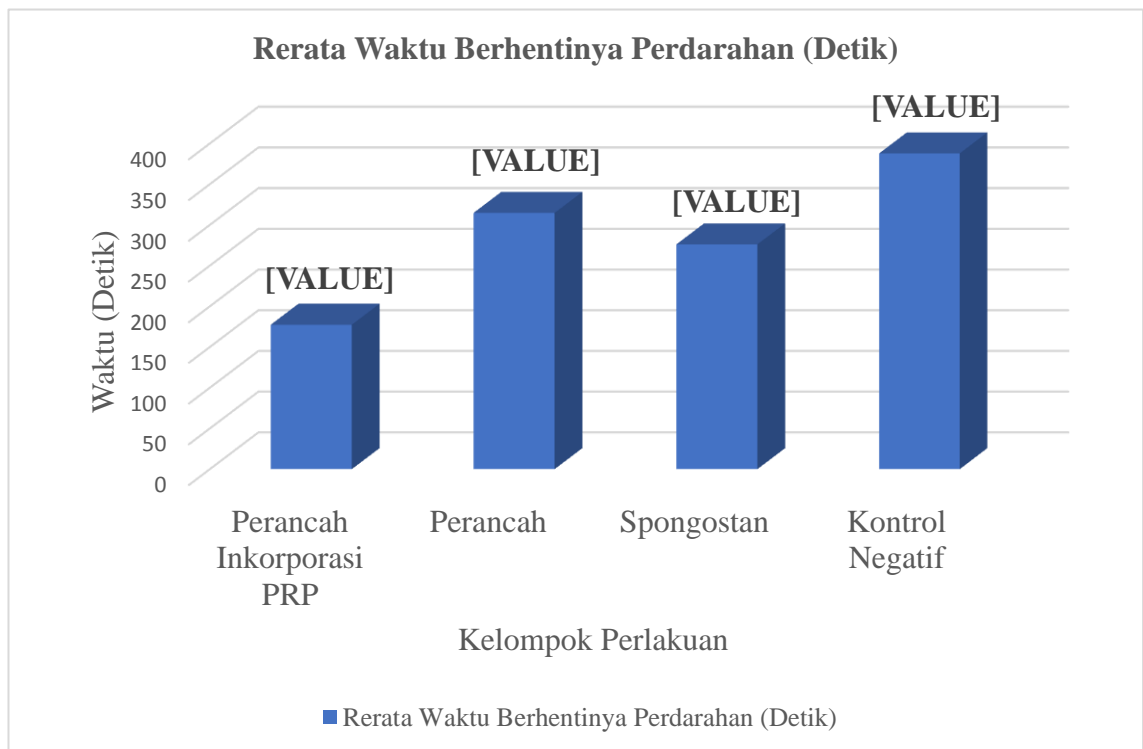 Rerata Waktu Berhentinya Perdarahan (Detik)
[VALUE]
[VALUE]
[VALUE]
[VALUE]
Waktu (Detik)
400
350
300
250
200
150
100
50
0
Perancah
Inkorporasi
PRP
Perancah
Spongostan
Kontrol
Negatif
Kelompok Perlakuan
Rerata Waktu Berhentinya Perdarahan (Detik)